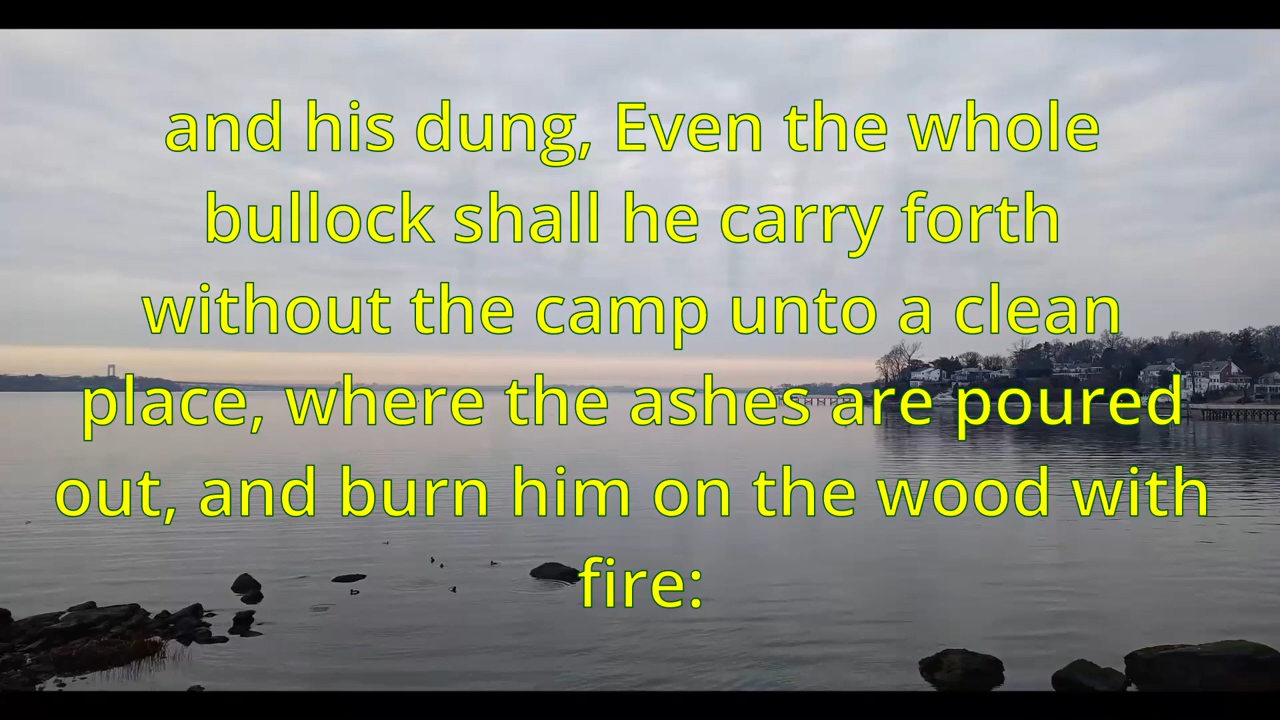 and his dung, Even the whole
bullock shall he carry forth
without the camp unto a clean
place, where the ashes are poured
out, and burn him on the wood with
fire: